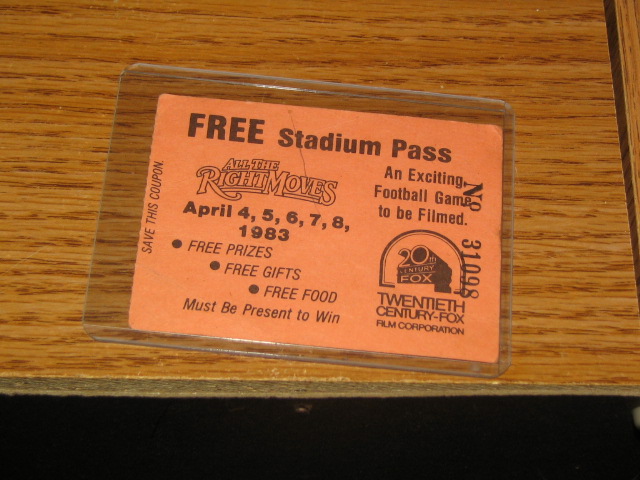 FREE Stadium Pass
ALL THE
RIGHT MOVES
April 4, 5, 6, 7, 8,
1983
● FREE PRIZES
● FREE GIFTS
● FREE FOOD
Must Be Present to Win
An Exciting
Football Game
to be Filmed.
20th
CENTURY
FOX
TWENTIETH
CENTURY-FOX
FILM CORPORATION
SAVE THIS COUPON.
No. 31098